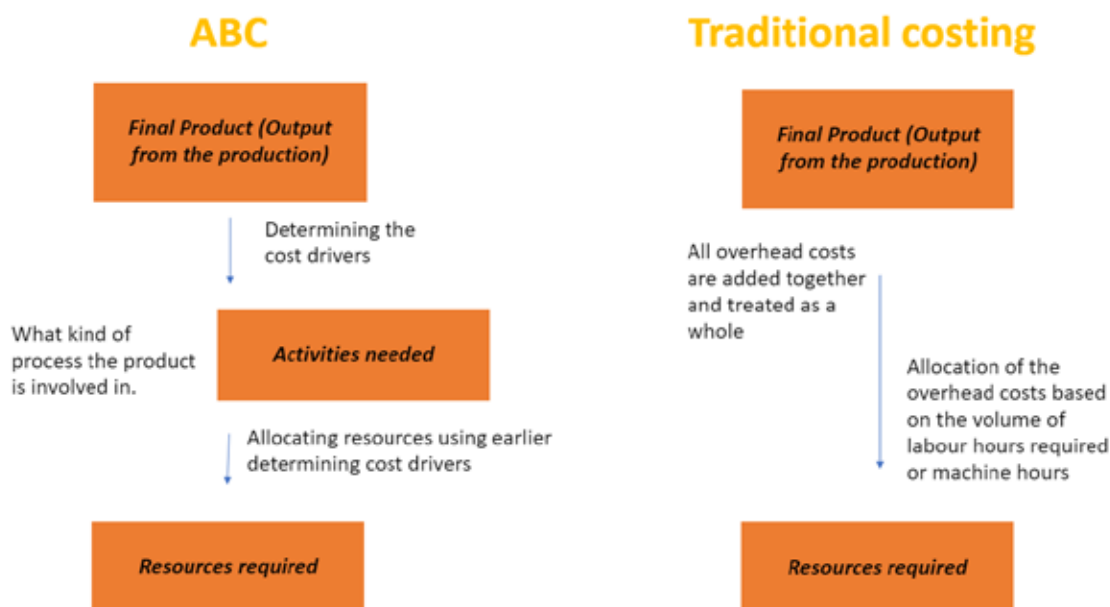 ABC
Final Product (Output
from the production)
Determining the
cost drivers
What kind of
process the product
is involved in.
Activities needed
Allocating resources using earlier
determining cost drivers
Resources required
Traditional costing
Final Product (Output
from the production)
All overhead costs
are added together
and treated as a
whole
Allocation of the
overhead costs based
on the volume of
labour hours required
or machine hours
Resources required